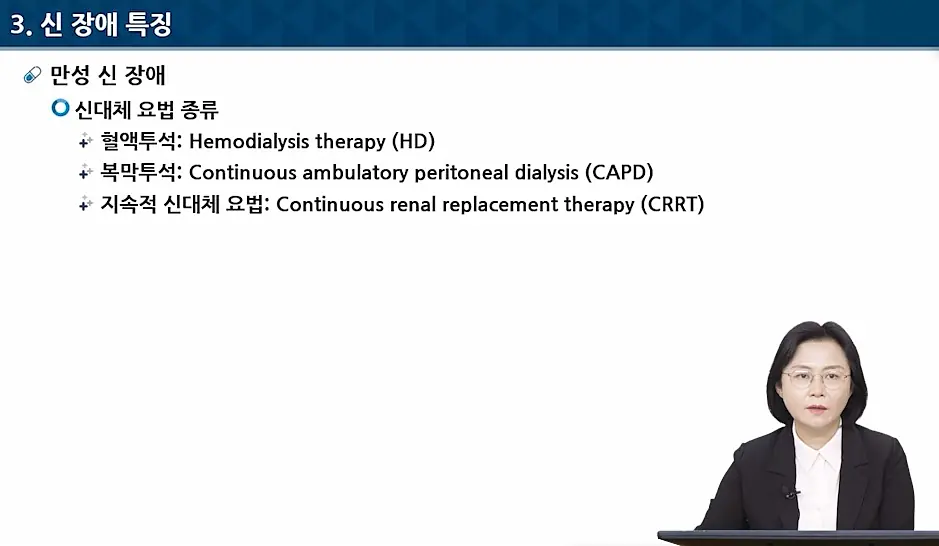 3. 신 장애 특징
만성 신 장애
신대체 요법 종류
혈액투석: Hemodialysis therapy (HD)
복막투석: Continuous ambulatory peritoneal dialysis (CAPD)
지속적 신대체 요법: Continuous renal replacement therapy (CRRT)